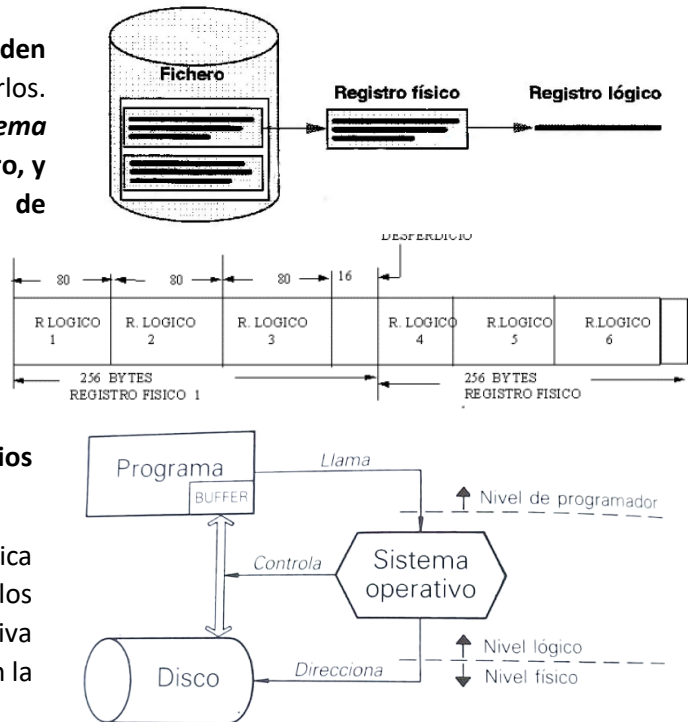 den
Fichero
rlos.
Registro físico
Registro lógico
ema
ro, y
de
DESPERDICIO
80
80
80
16
R LOGICO
1
R. LOGICO
2
R. LOGICO
3
R. LOGICO
4
R.LOGICO
5
R.LOGICO
6
256 BYTES
REGISTRO FISICO 1
256 BYTES
REGISTRO FISICO
ios
Programa
BUFFER
Llama
Nivel de programador
ica
los
iva
n la
Controla
Sistema
operativo
Disco
Direcciona
Nivel lógico
Nivel físico